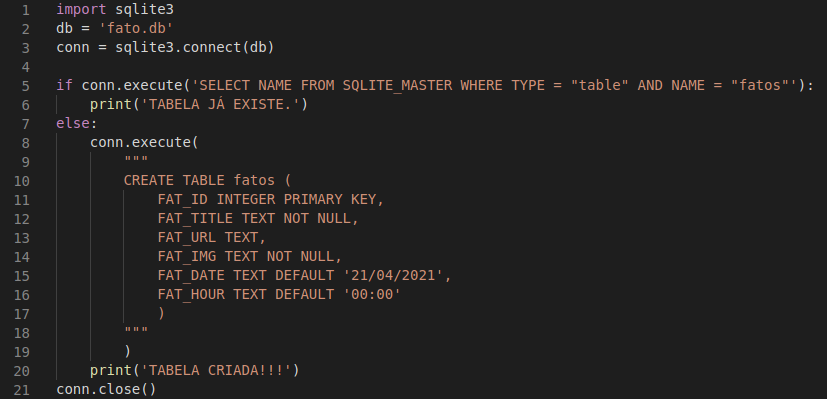 1 import sqlite3
2 db = 'fato.db'
3 conn = sqlite3.connect(db)
4
5 if conn.execute('SELECT NAME FROM SQLITE_MASTER WHERE TYPE = "table" AND NAME = "fatos"'):
6     print('TABELA JÁ EXISTE.')
7 else:
8     conn.execute(
9         """
10         CREATE TABLE fatos (
11             FAT_ID INTEGER PRIMARY KEY,
12             FAT_TITLE TEXT NOT NULL,
13             FAT_URL TEXT,
14             FAT_IMG TEXT NOT NULL,
15             FAT_DATE TEXT DEFAULT '21/04/2021',
16             FAT_HOUR TEXT DEFAULT '00:00'
17             )
18         """
19         )
20     print('TABELA CRIADA!!!')
21 conn.close()